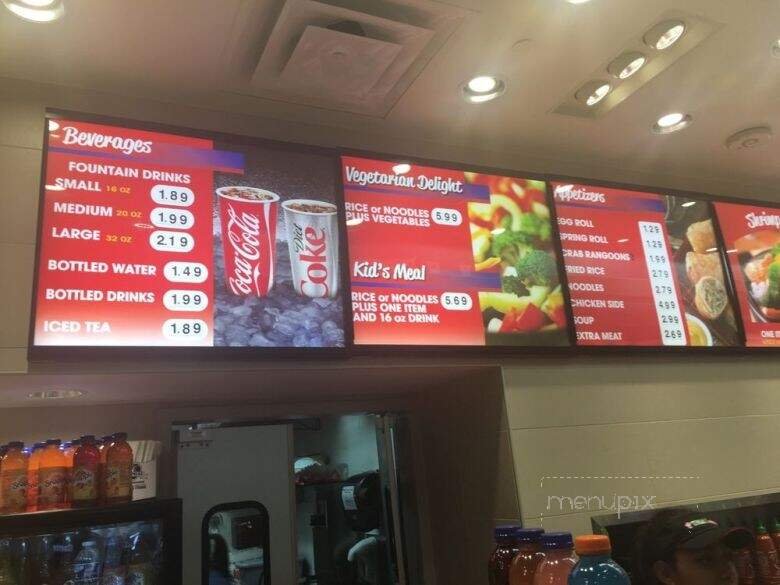 Beverages
FOUNTAIN DRINKS
SMALL 16 OZ 1.89
MEDIUM 20 OZ 1.99
LARGE 32 OZ 2.19
BOTTLED WATER 1.49
BOTTLED DRINKS 1.99
ICED TEA 1.89
Coca-Cola
Diet Coke
Vegetarian Delight
RICE or NOODLES
PLUS VEGETABLES 5.99
Kid's Meal
RICE or NOODLES 5.69
PLUS ONE ITEM
AND 16 oz DRINK
Appetizers
EGG ROLL 1.29
SPRING ROLL 1.29
CRAB RANGOONS 1.99
FRIED RICE 2.79
NOODLES 2.79
CHICKEN SIDE 4.99
SOUP 2.99
EXTRA MEAT 2.69
Shrimp
menupix